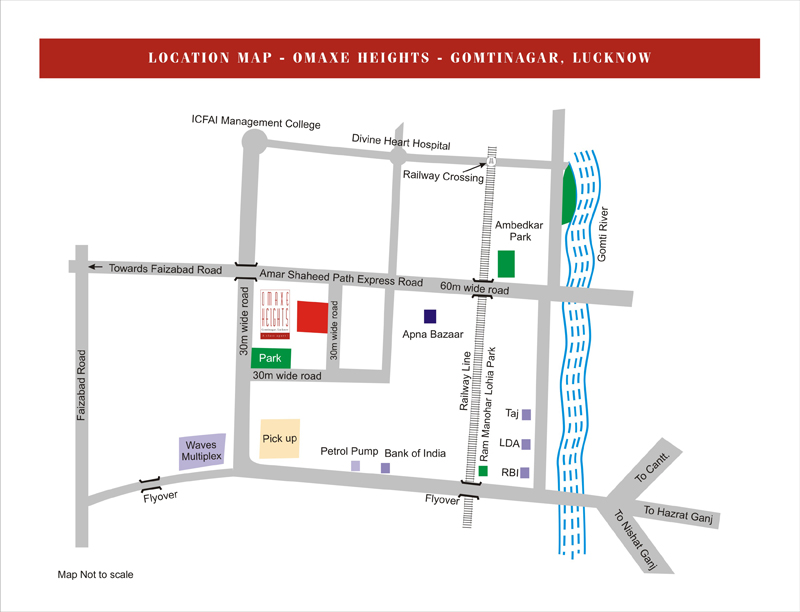 LOCATION MAP - OMAXE HEIGHTS - GOMTINAGAR, LUCKNOW
ICFAI Management College
Divine Heart Hospital
Railway Crossing
Ambedkar
Park
Gomti River
Towards Faizabad Road
Amar Shaheed Path Express Road
60m wide road
30m wide road
OMAXE
HEIGHTS
30m wide road
Apna Bazaar
Park
30m wide road
Faizabad Road
Railway Line
Ram Manohar Lohia Park
Taj
LDA
RBI
Waves
Multiplex
Pick up
Petrol Pump
Bank of India
Flyover
Flyover
To Cantt.
To Hazrat Ganj
To Nishat Ganj
Map Not to scale